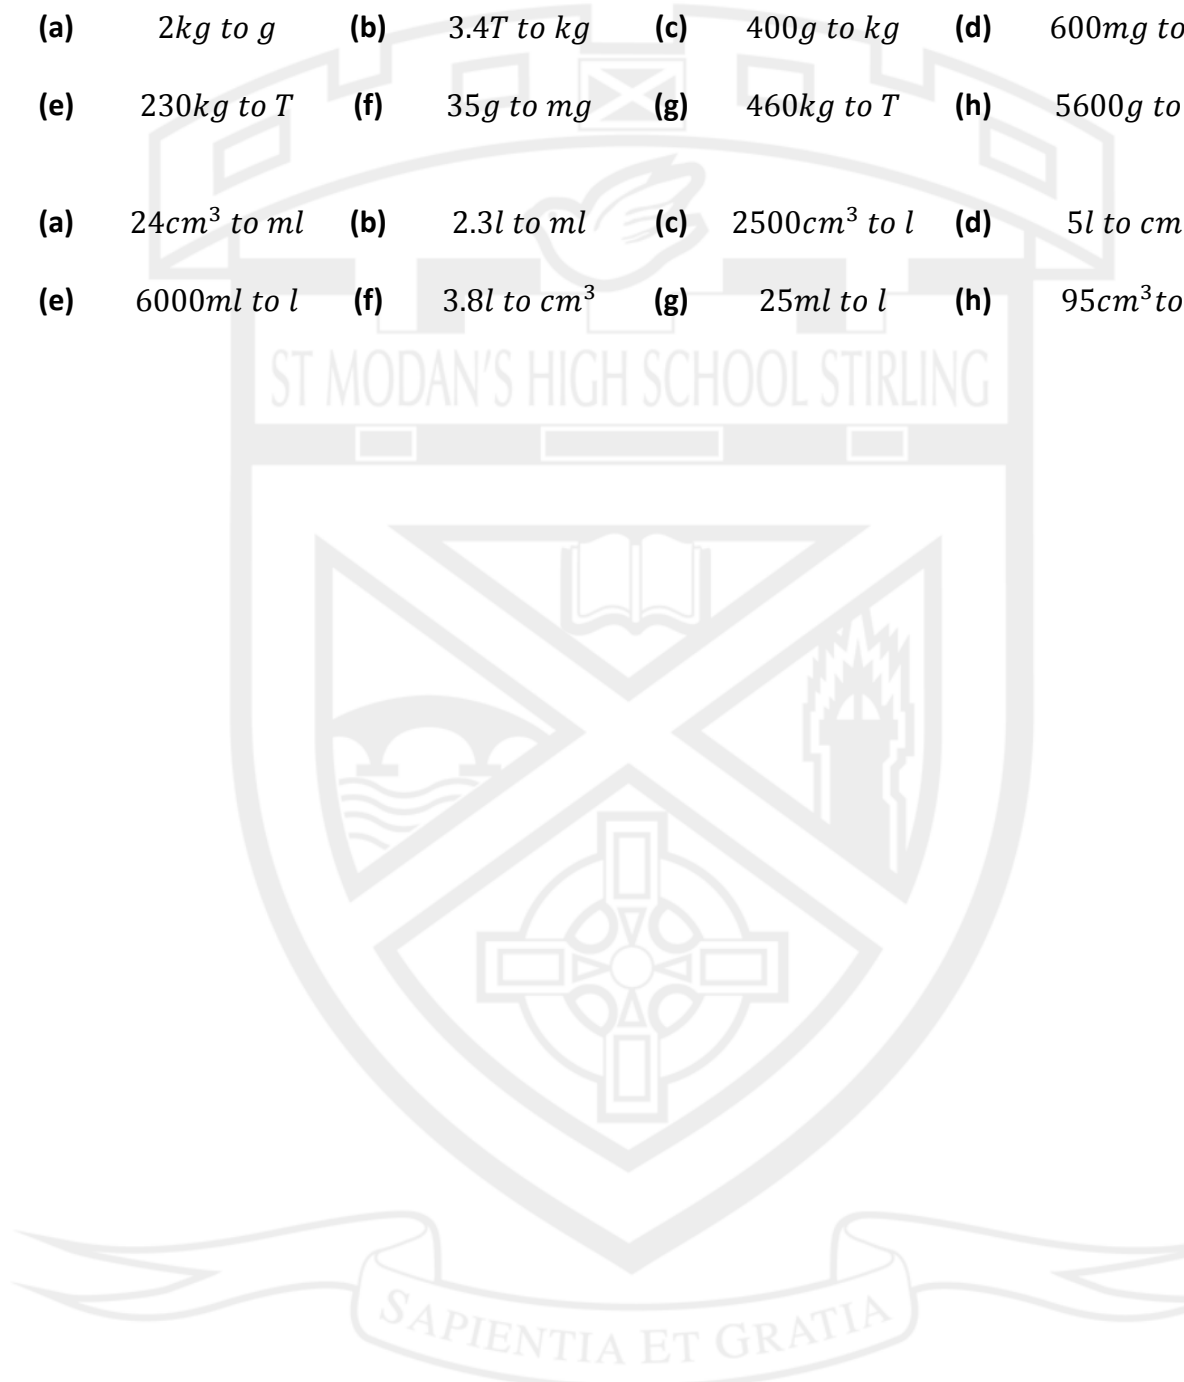 (a) 2kg to g (b) 3.4T to kg (c) 400g to kg (d) 600mg to
(e) 230kg to T (f) 35g to mg (g) 460kg to T (h) 5600g to
(a) 24cm³ to ml (b) 2.3l to ml (c) 2500cm³ to l (d) 5l to cm
(e) 6000ml to l (f) 3.8l to cm³ (g) 25ml to l (h) 95cm³to
ST MODAN'S HIGH SCHOOL STIRLING
SAPIENTIA ET GRATIA